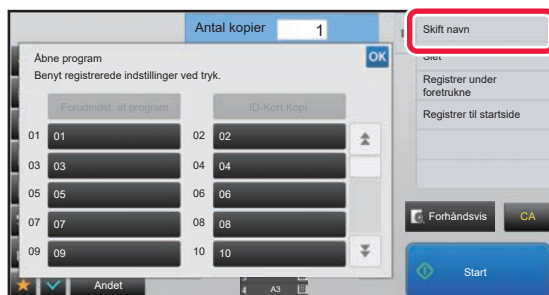 Antal kopier 1
Skift navn
Slet
Registrer under
foretrukne
Registrer til startside
Åbne program
OK
Benyt registrerede indstillinger ved tryk.
Forudindst. af program
ID-Kort Kopi
01 01
02 02
03 03
04 04
05 05
06 06
07 07
08 08
09 09
10 10
Forhåndsvis
CA
Start
Andet
4 A3